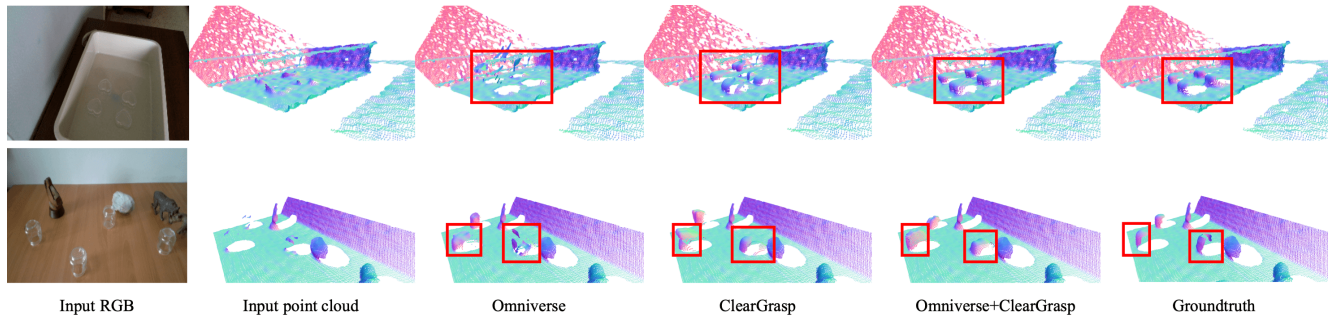 Input RGB
Input point cloud
Omniverse
ClearGrasp
Omniverse+ClearGrasp
Groundtruth